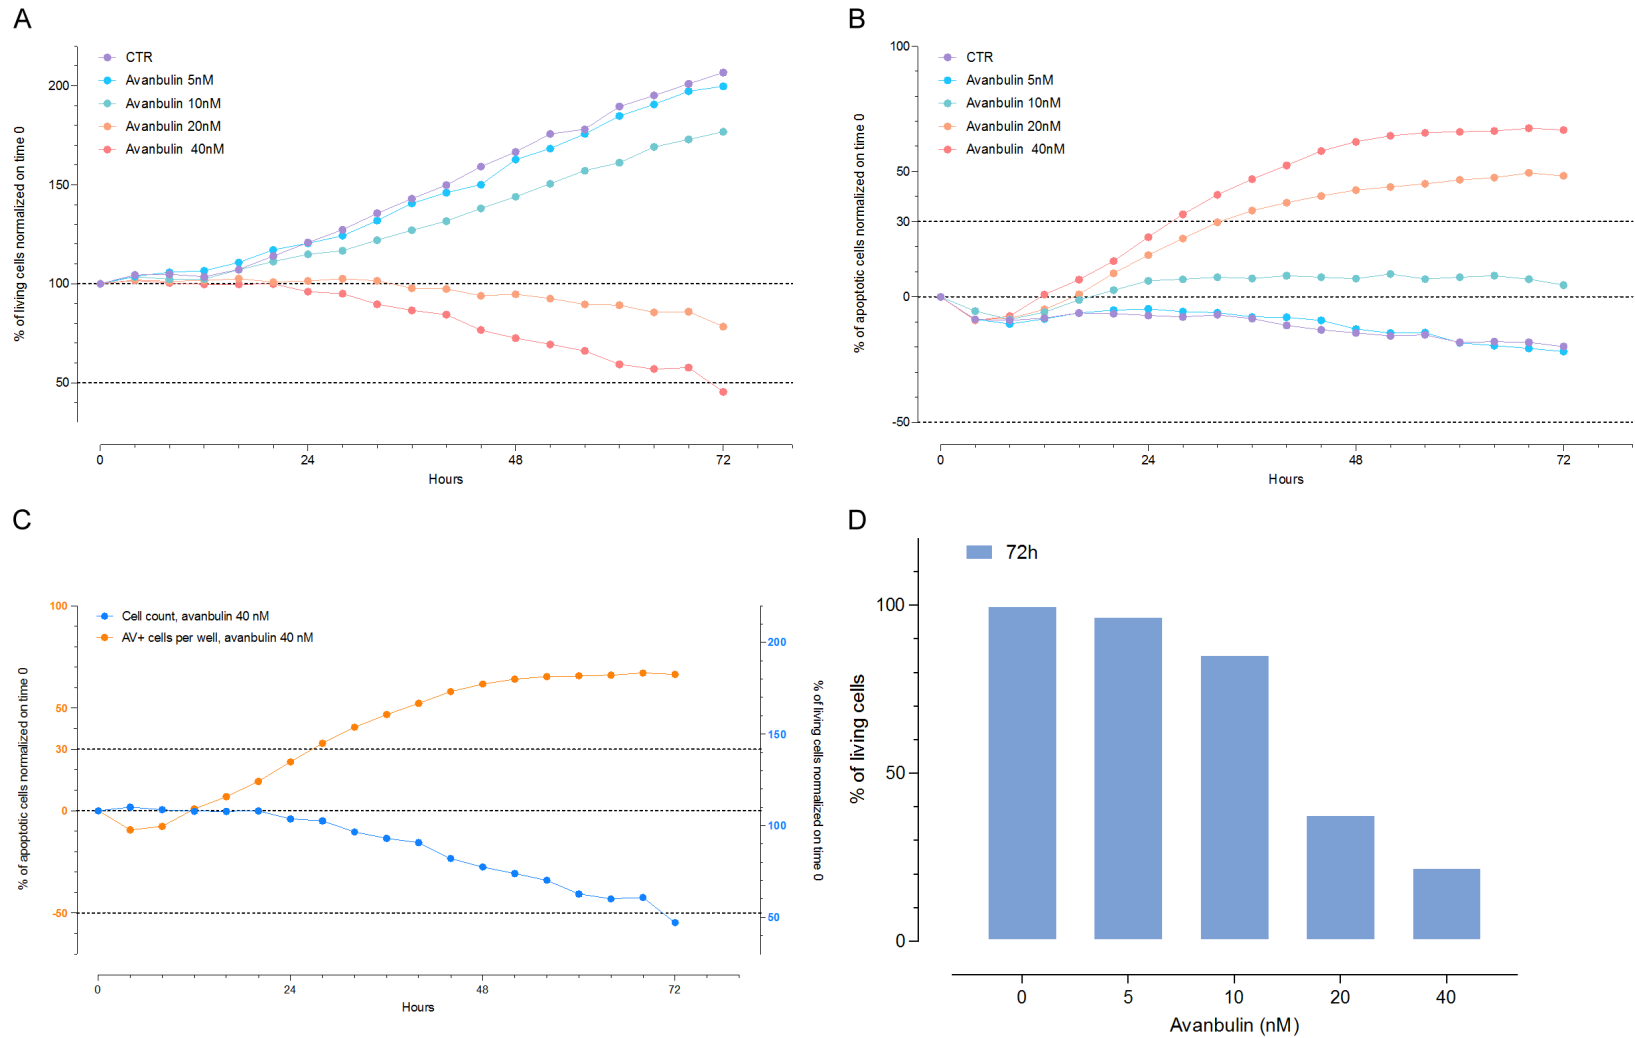 A
CTR
Avanbulin 5nM
Avanbulin 10nM
Avanbulin 20nM
Avanbulin 40nM
% of living cells normalized on time 0
200
150
100
50
0
24
48
72
Hours
B
CTR
Avanbulin 5nM
Avanbulin 10nM
Avanbulin 20nM
Avanbulin 40nM
% of apoptotic cells normalized on time 0
100
50
30
0
-50
0
24
48
72
Hours
C
Cell count, avanbulin 40 nM
AV+ cells per well, avanbulin 40 nM
% of apoptotic cells normalized on time 0
100
50
30
0
-50
200
150
100
50
% of living cells normalized on time 0
0
24
48
72
Hours
D
72h
% of living cells
100
50
0
0
5
10
20
40
Avanbulin (nM)